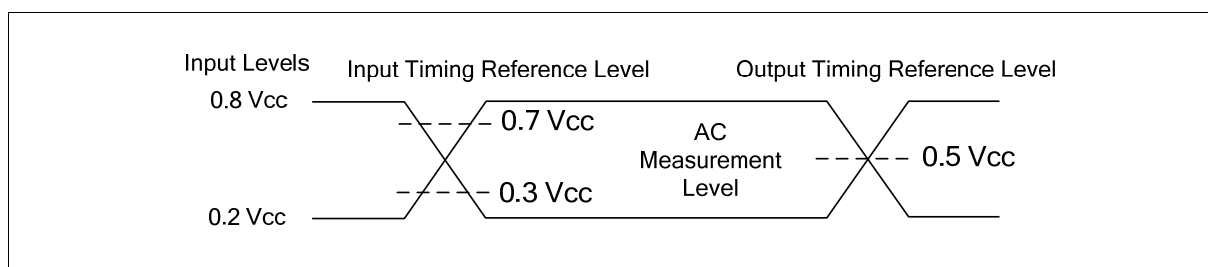 Input Levels
Input Timing Reference Level
Output Timing Reference Level
0.8 Vcc
0.7 Vcc
AC
Measurement
Level
0.5 Vcc
0.3 Vcc
0.2 Vcc